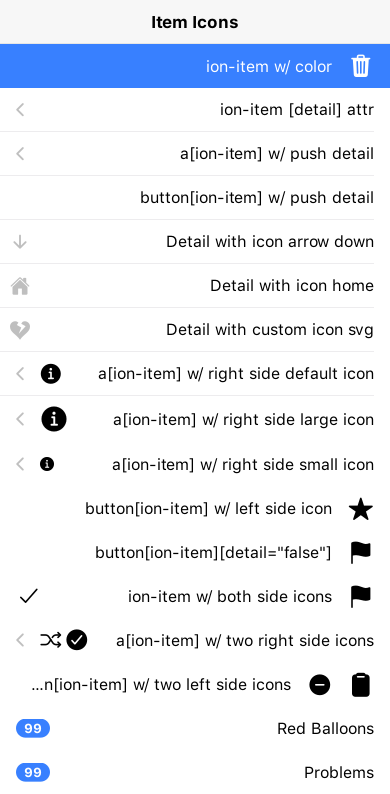 Item Icons
ion-item w/ color
ion-item [detail] attr
a[ion-item] w/ push detail
button[ion-item] w/ push detail
Detail with icon arrow down
Detail with icon home
Detail with custom icon svg
a[ion-item] w/ right side default icon
a[ion-item] w/ right side large icon
a[ion-item] w/ right side small icon
button[ion-item] w/ left side icon
button[ion-item][detail="false"]
ion-item w/ both side icons
a[ion-item] w/ two right side icons
...n[ion-item] w/ two left side icons
99 Red Balloons
99 Problems